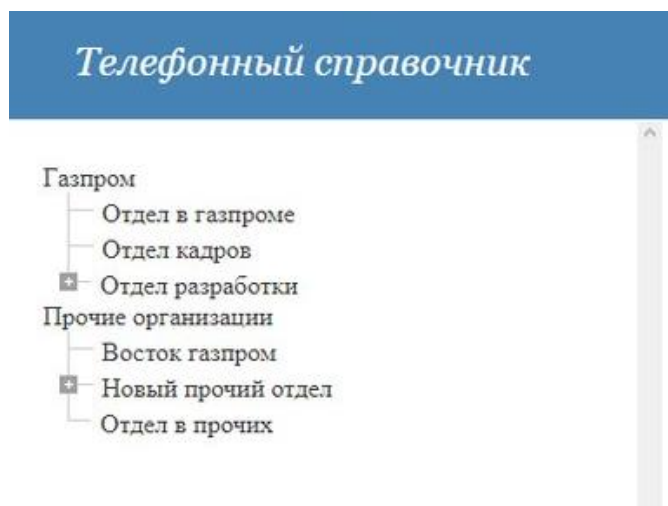 Телефонный справочник
Газпром
Отдел в газпроме
Отдел кадров
Отдел разработки
Прочие организации
Восток газпром
Новый прочий отдел
Отдел в прочих